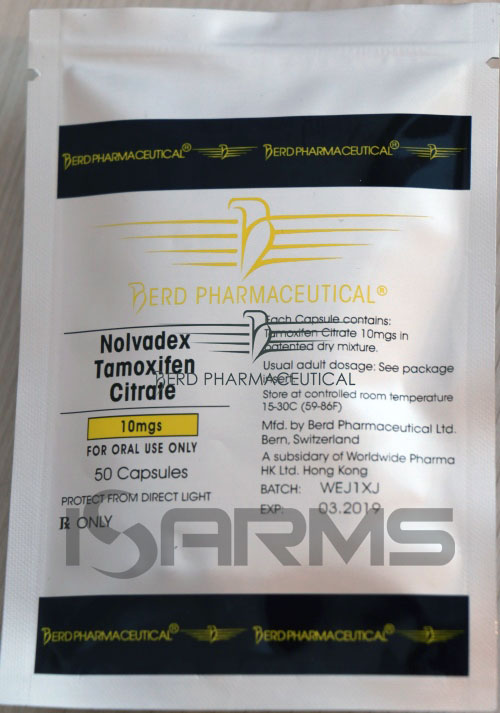 BERD PHARMACEUTICAL® BERD PHARMACEUTICAL®
BERD PHARMACEUTICAL®
Nolvadex
Tamoxifen
Citrate
10mgs
FOR ORAL USE ONLY
50 Capsules
PROTECT FROM DIRECT LIGHT
℞ ONLY
Each Capsule contains:
Tamoxifen Citrate 10mgs in
patented dry mixture.
Usual adult dosage: See package
insert.
Store at controlled room temperature
15-30C (59-86F)
Mfd. by Berd Pharmaceutical Ltd.
Bern, Switzerland
A subsidary of Worldwide Pharma
HK Ltd. Hong Kong
BATCH: WEJ1XJ
EXP: 03.2019
BERD PHARMACEUTICAL
ISARMS
BERD PHARMACEUTICAL® BERD PHARMACEUTICAL®